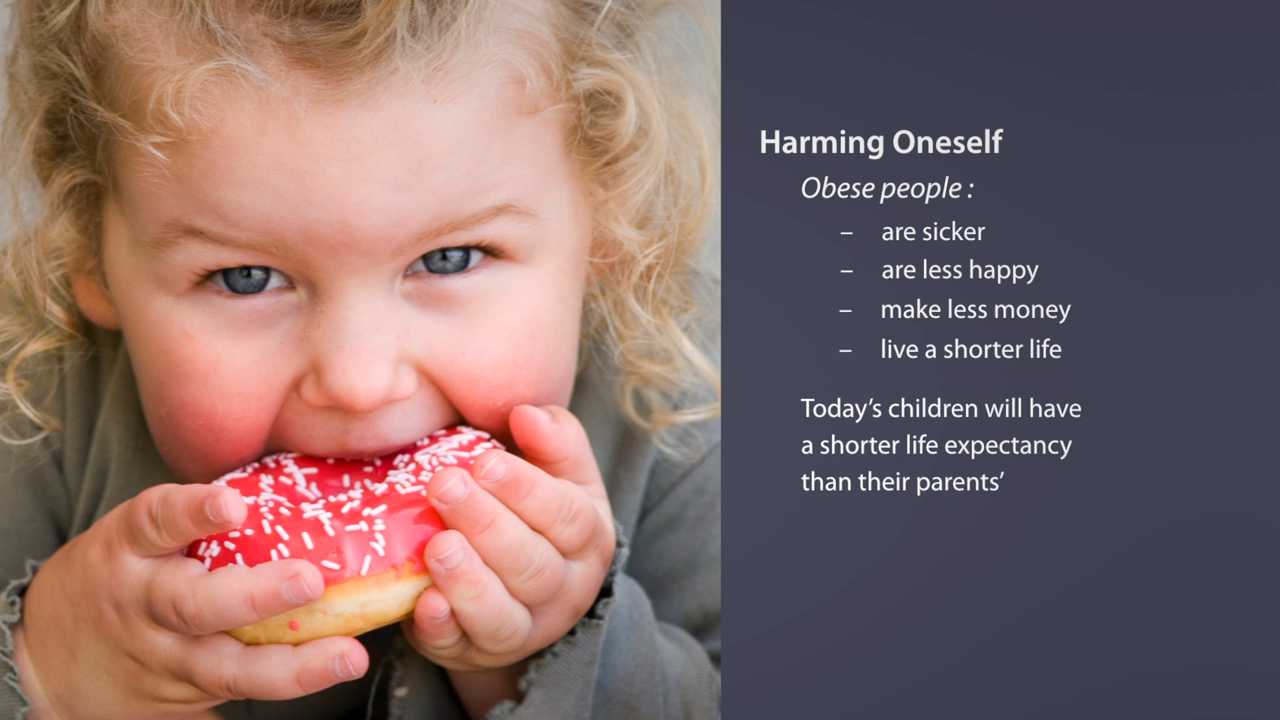 Harming Oneself
Obese people :
– are sicker
– are less happy
– make less money
– live a shorter life
Today’s children will have
a shorter life expectancy
than their parents’